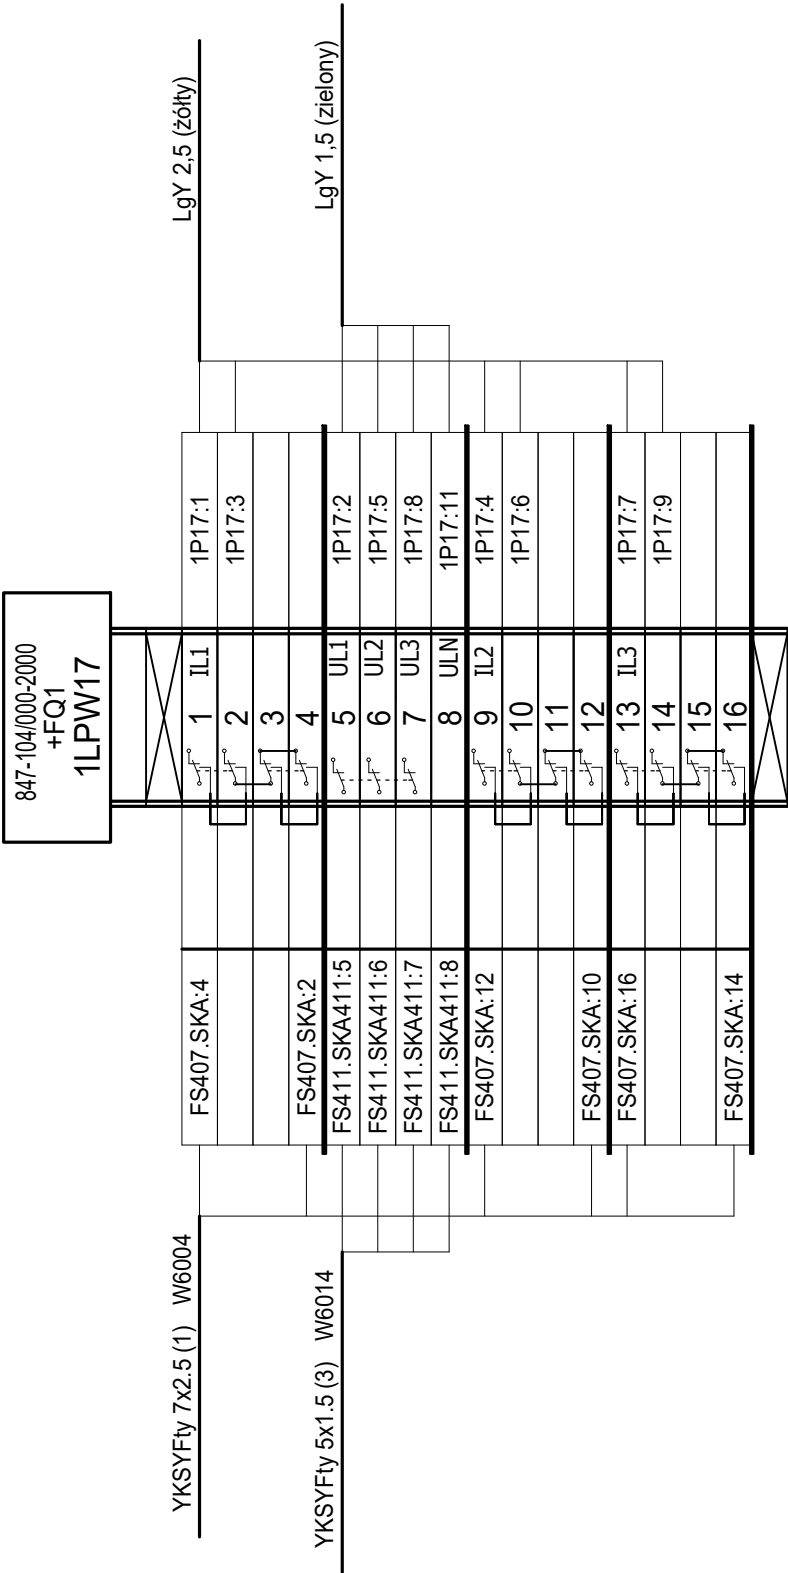 847-104/000-2000
+FQ1
1LPW17
LgY 2,5 (żółty)
LgY 1,5 (zielony)
FS407.SKA:4 1 IL1 1P17:1
2 1P17:3
3
FS407.SKA:2 4
FS411.SKA411:5 5 UL1 1P17:2
FS411.SKA411:6 6 UL2 1P17:5
FS411.SKA411:7 7 UL3 1P17:8
FS411.SKA411:8 8 ULN 1P17:11
FS407.SKA:12 9 IL2 1P17:4
10 1P17:6
11
FS407.SKA:10 12
FS407.SKA:16 13 IL3 1P17:7
14 1P17:9
15
FS407.SKA:14 16
YKSYFty 7x2.5 (1) W6004
YKSYFty 5x1.5 (3) W6014